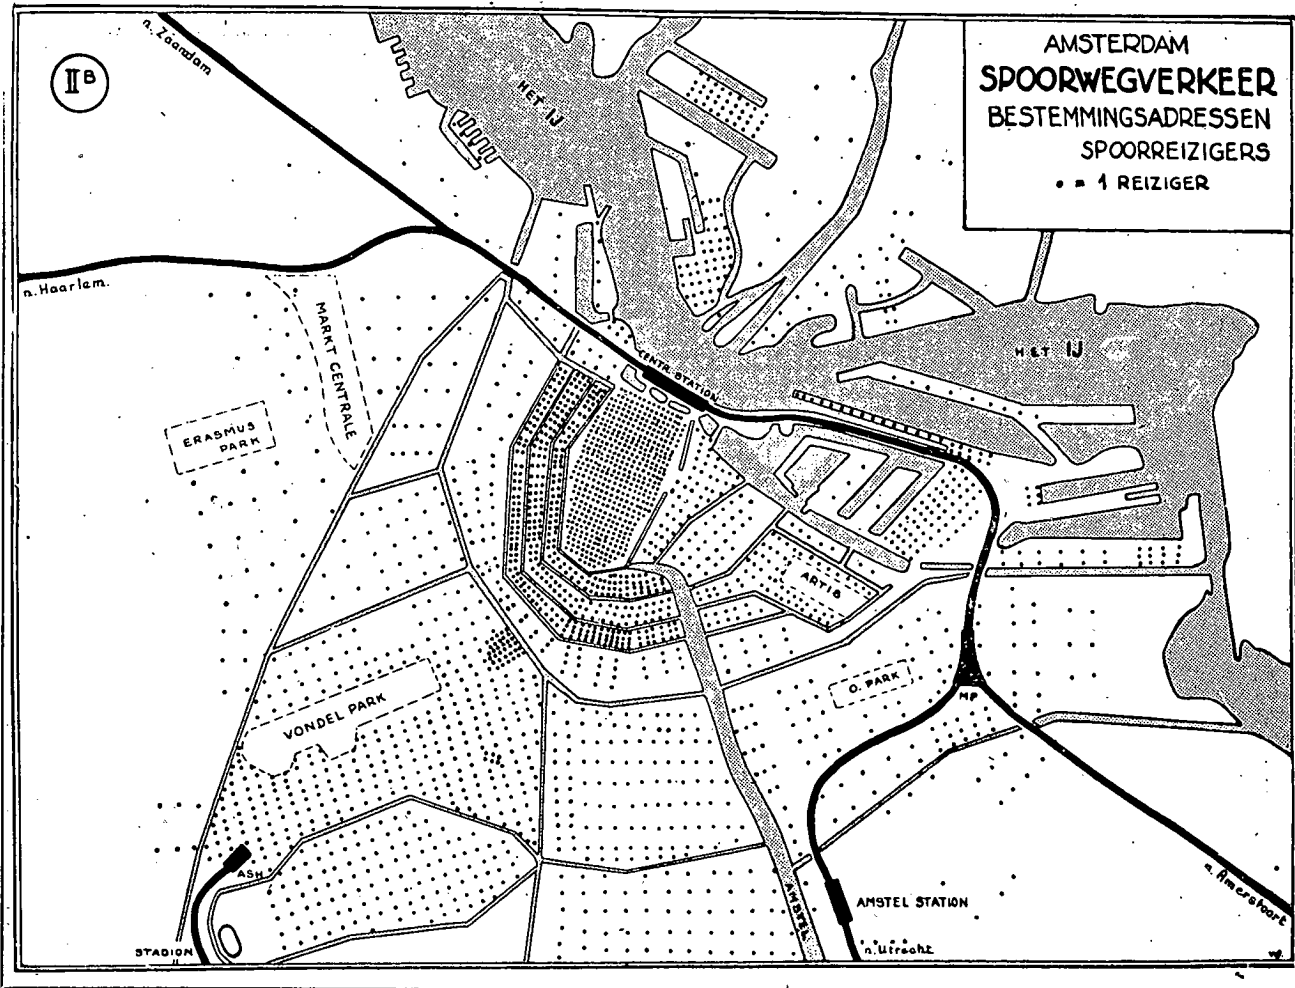 IIB
n. Zaandam
HET IJ
AMSTERDAM
SPOORWEGVERKEER
BESTEMMINGSADRESSEN
SPOORREIZIGERS
• = 1 REIZIGER
n. Haarlem.
MARKT CENTRALE
CENTR. STATION
HET IJ
ERASMUS
PARK
ARTIS
O. PARK
MP
VONDEL PARK
ASH
STADION
AMSTEL
AMSTEL STATION
n. Utrecht
n. Amersfoort